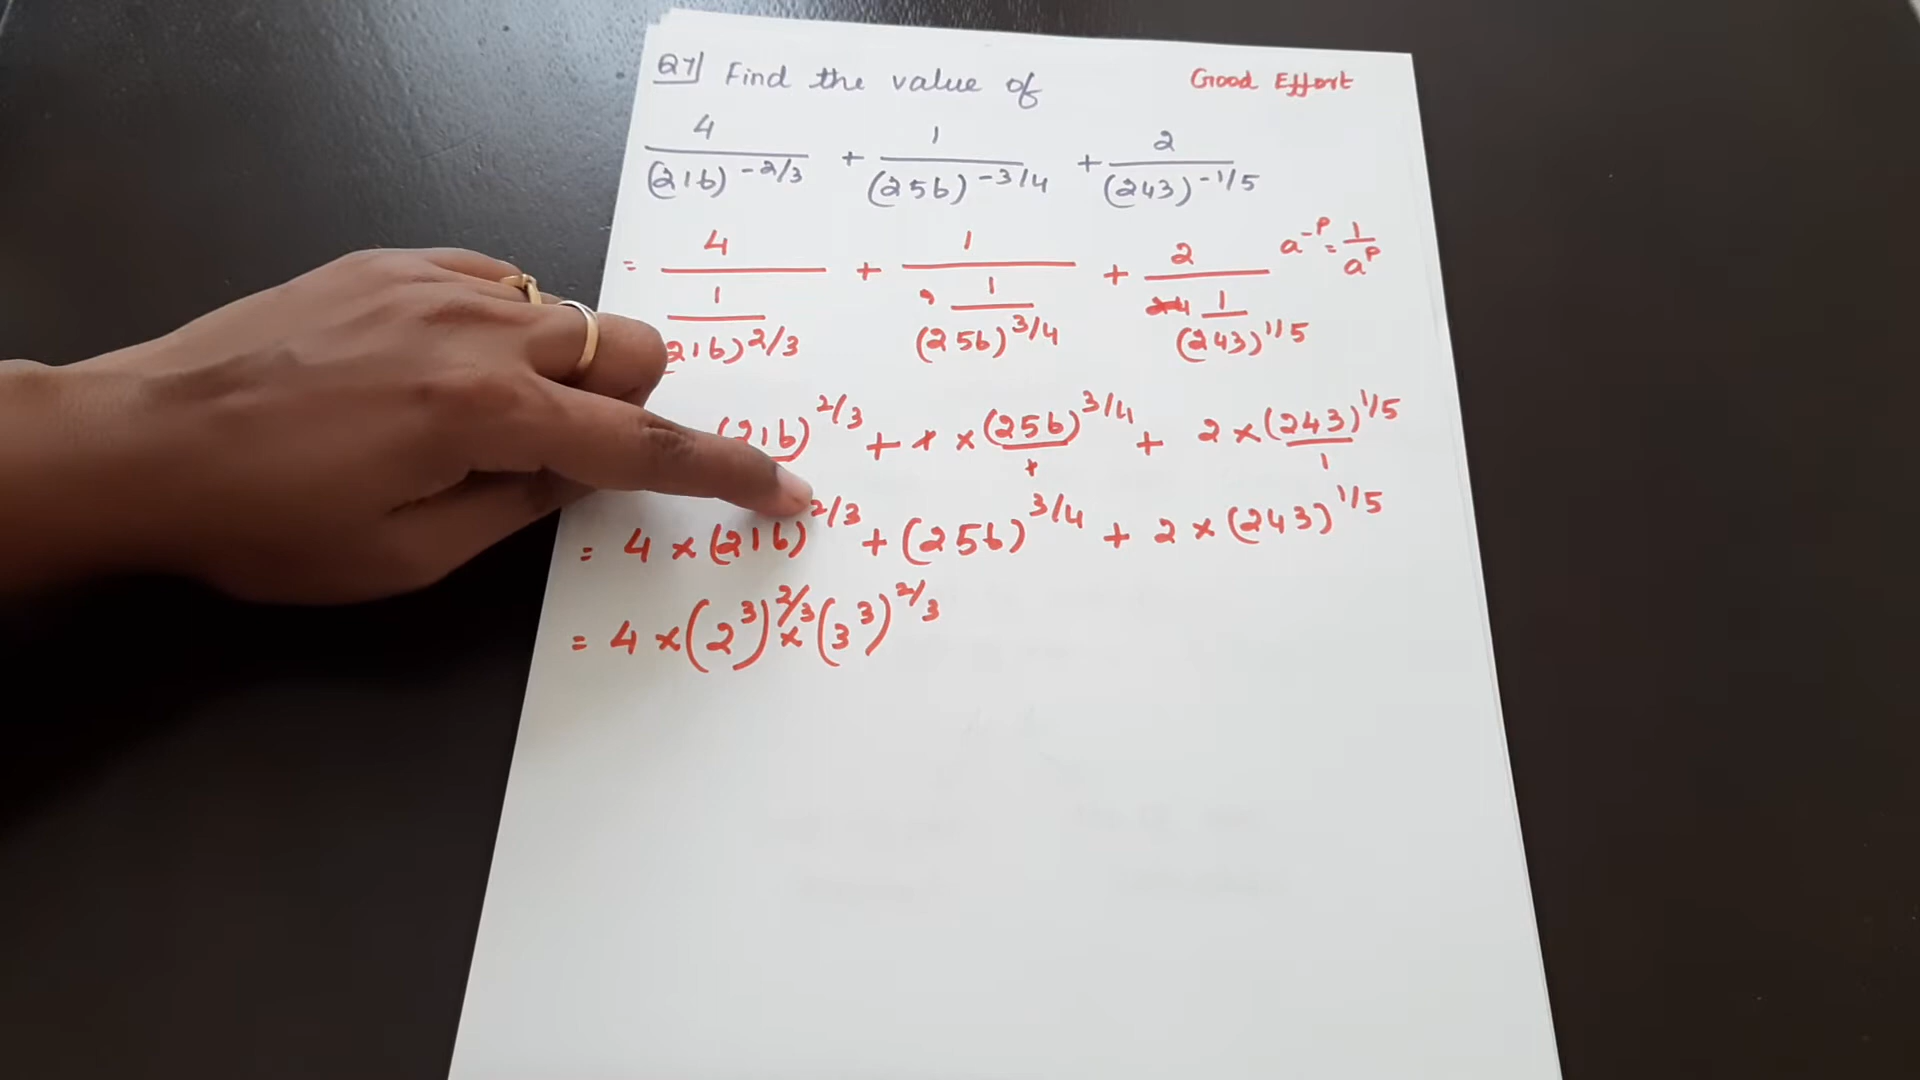 Q7 Find the value of Good Effort
4/(216)^-2/3 + 1/(256)^-3/4 + 2/(243)^-1/5
= 4/(1/(216)^2/3) + 1/(1/(256)^3/4) + 2/(1/(243)^1/5) a^-p = 1/a^p
(216)^2/3 + 1 × (256)^3/4/1 + 2 × (243)^1/5/1
= 4 × (216)^2/3 + (256)^3/4 + 2 × (243)^1/5
= 4 × (2^3)^2/3 × (3^3)^2/3